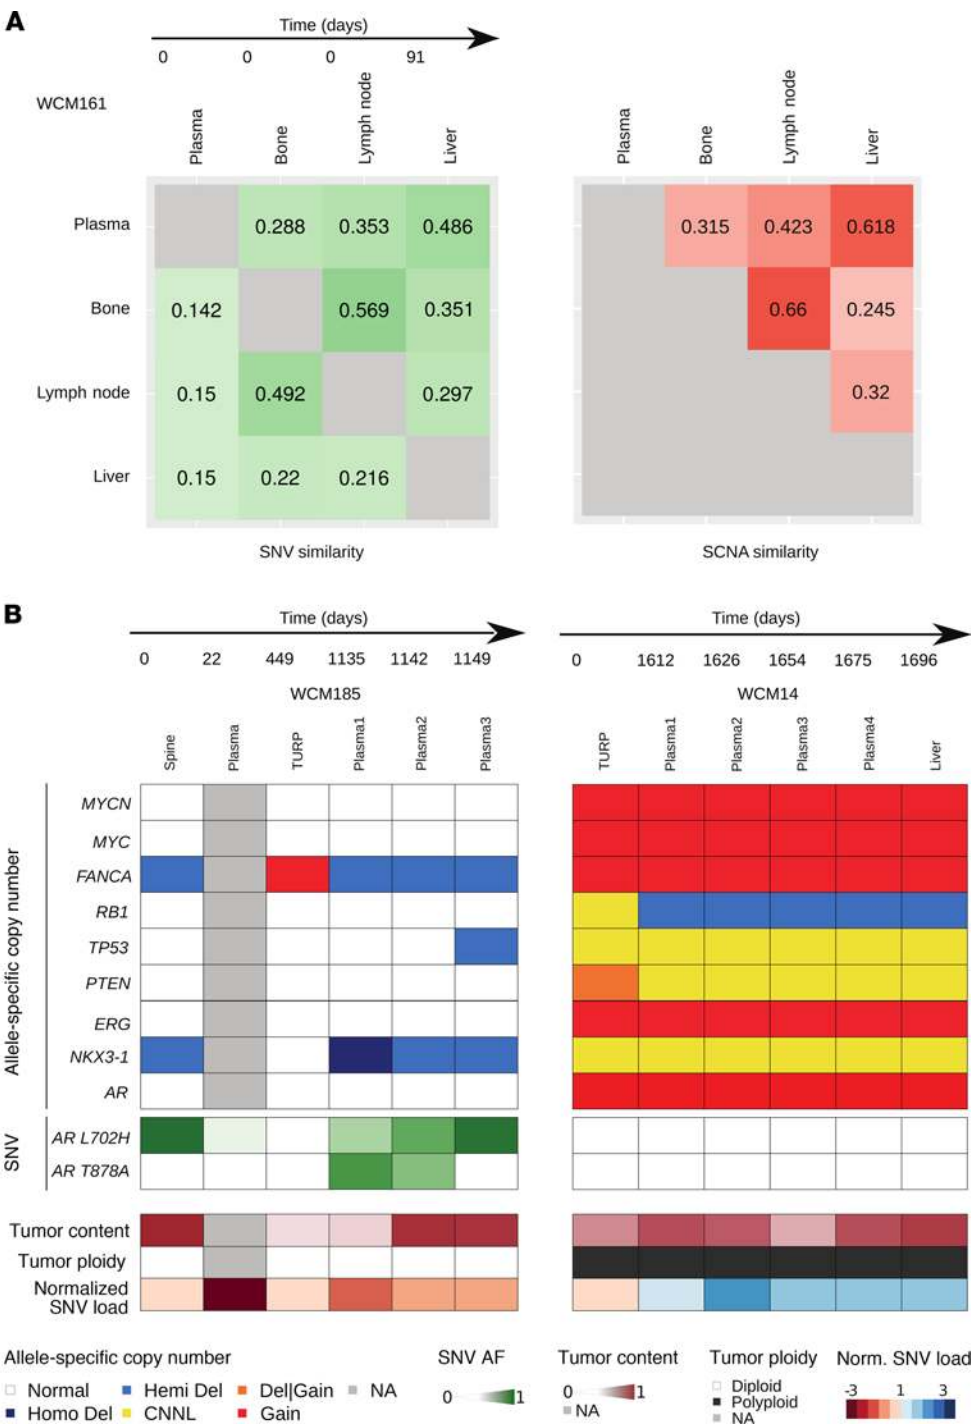 A
Time (days)
0 0 0 91
WCM161
Plasma Bone Lymph node Liver
Plasma 0.288 0.353 0.486
Bone 0.142 0.569 0.351
Lymph node 0.15 0.492 0.297
Liver 0.15 0.22 0.216
SNV similarity
Plasma Bone Lymph node Liver
0.315 0.423 0.618
0.66 0.245
0.32
SCNA similarity
B
Time (days)
0 22 449 1135 1142 1149
WCM185
Spine Plasma TURP Plasma1 Plasma2 Plasma3
Time (days)
0 1612 1626 1654 1675 1696
WCM14
TURP Plasma1 Plasma2 Plasma3 Plasma4 Liver
Allele-specific copy number
MYCN
MYC
FANCA
RB1
TP53
PTEN
ERG
NKX3-1
AR
SNV
AR L702H
AR T878A
Tumor content
Tumor ploidy
Normalized
SNV load
Allele-specific copy number
Normal Hemi Del Del|Gain NA
Homo Del CNNL Gain
SNV AF
0 1
Tumor content
0 1
NA
Tumor ploidy
Diploid
Polyploid
NA
Norm. SNV load
-3 1 3